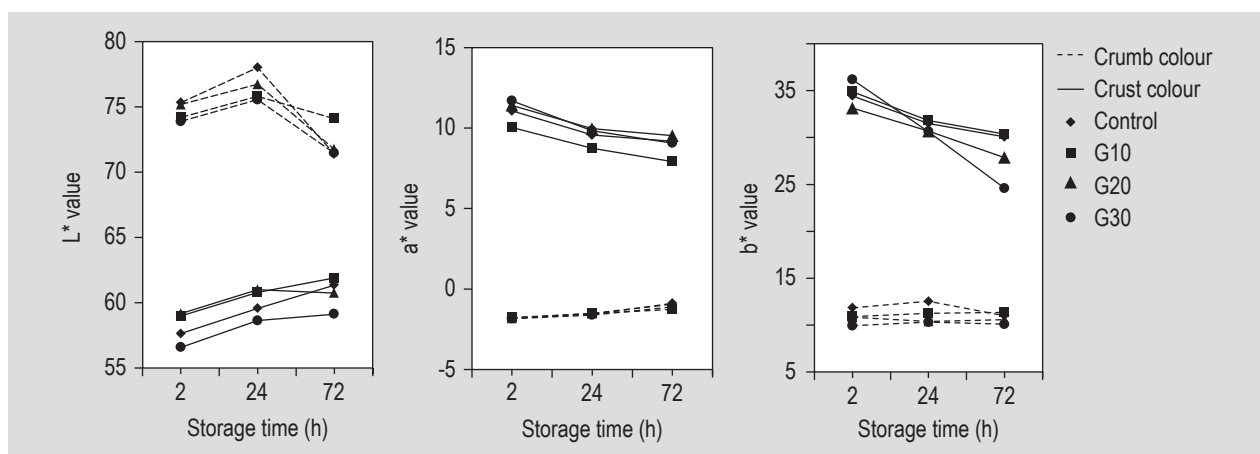 80
75
70
65
60
55
L* value
2 24 72
Storage time (h)
15
10
5
0
-5
a* value
2 24 72
Storage time (h)
35
25
15
5
b* value
2 24 72
Storage time (h)
Crumb colour
Crust colour
Control
G10
G20
G30